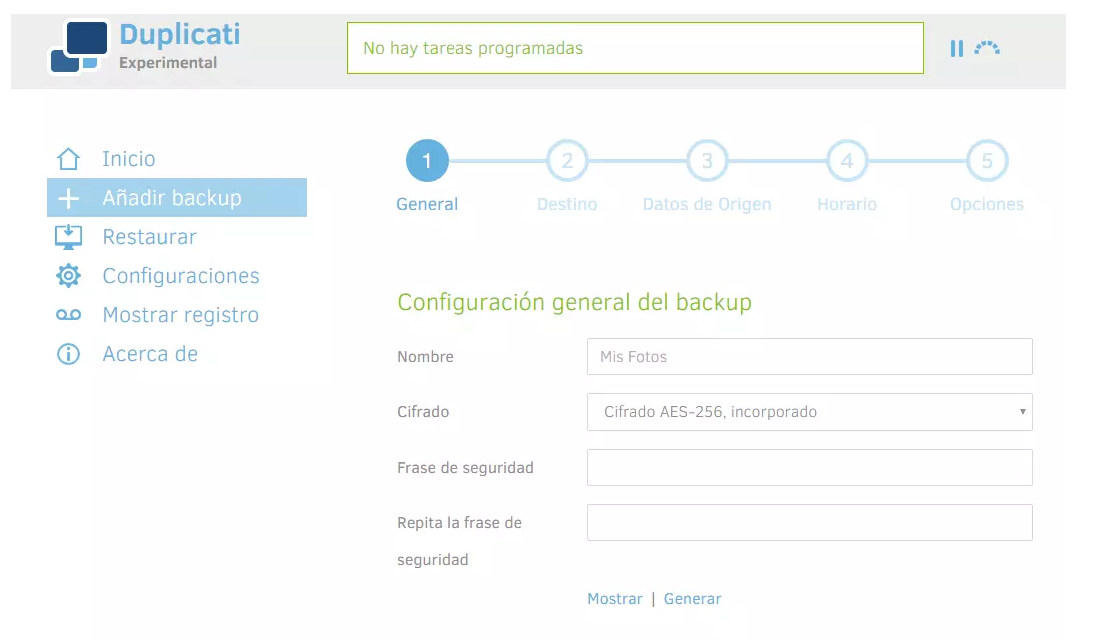 Duplicati
Experimental
No hay tareas programadas
Inicio
Añadir backup
Restaurar
Configuraciones
Mostrar registro
Acerca de
1 2 3 4 5
General Destino Datos de Origen Horario Opciones
Configuración general del backup
Nombre Mis Fotos
Cifrado Cifrado AES-256, incorporado
Frase de seguridad
Repita la frase de
seguridad
Mostrar | Generar